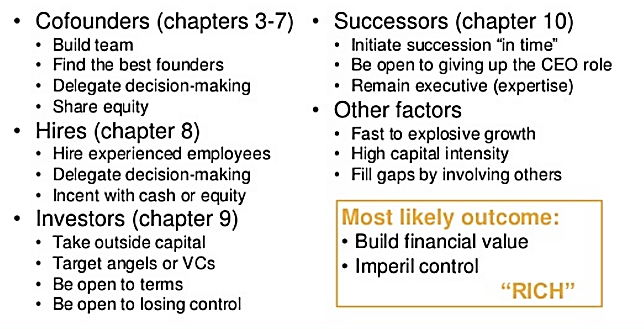 • Cofounders (chapters 3-7)
• Build team
• Find the best founders
• Delegate decision-making
• Share equity
• Hires (chapter 8)
• Hire experienced employees
• Delegate decision-making
• Incent with cash or equity
• Investors (chapter 9)
• Take outside capital
• Target angels or VCs
• Be open to terms
• Be open to losing control
• Successors (chapter 10)
• Initiate succession “in time”
• Be open to giving up the CEO role
• Remain executive (expertise)
• Other factors
• Fast to explosive growth
• High capital intensity
• Fill gaps by involving others
Most likely outcome:
• Build financial value
• Imperil control
“RICH”